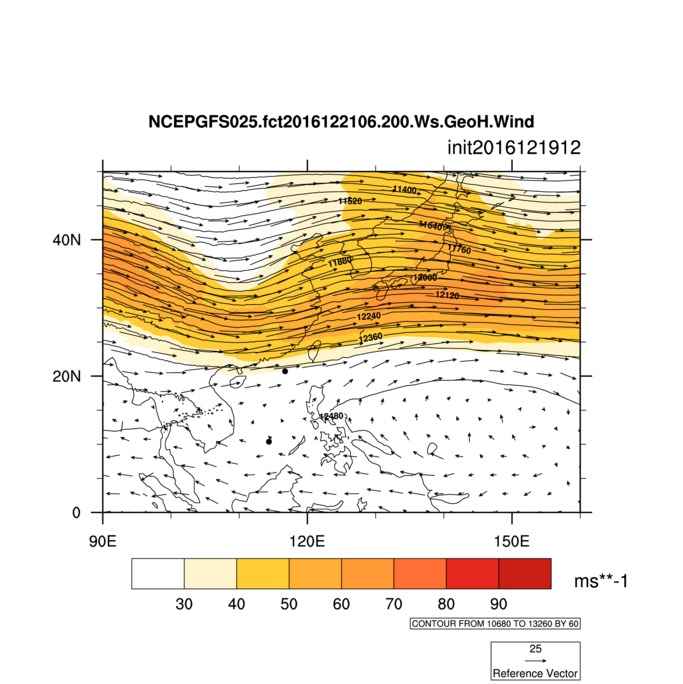 NCEPGFS025.fct2016122106.200.Ws.GeoH.Wind
init2016121912
11400
11520
11640
11760
40N
11880
12000
12120
12240
12360
20N
12480
0
90E 120E 150E
ms**-1
30 40 50 60 70 80 90
CONTOUR FROM 10680 TO 13260 BY 60
25
Reference Vector